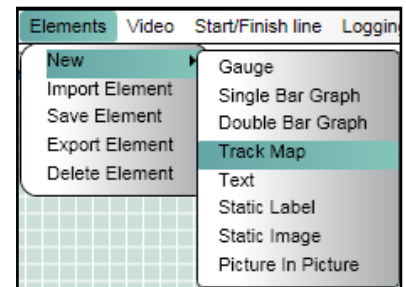 Elements Video Start/Finish line Logging
New
Import Element
Save Element
Export Element
Delete Element
Gauge
Single Bar Graph
Double Bar Graph
Track Map
Text
Static Label
Static Image
Picture In Picture